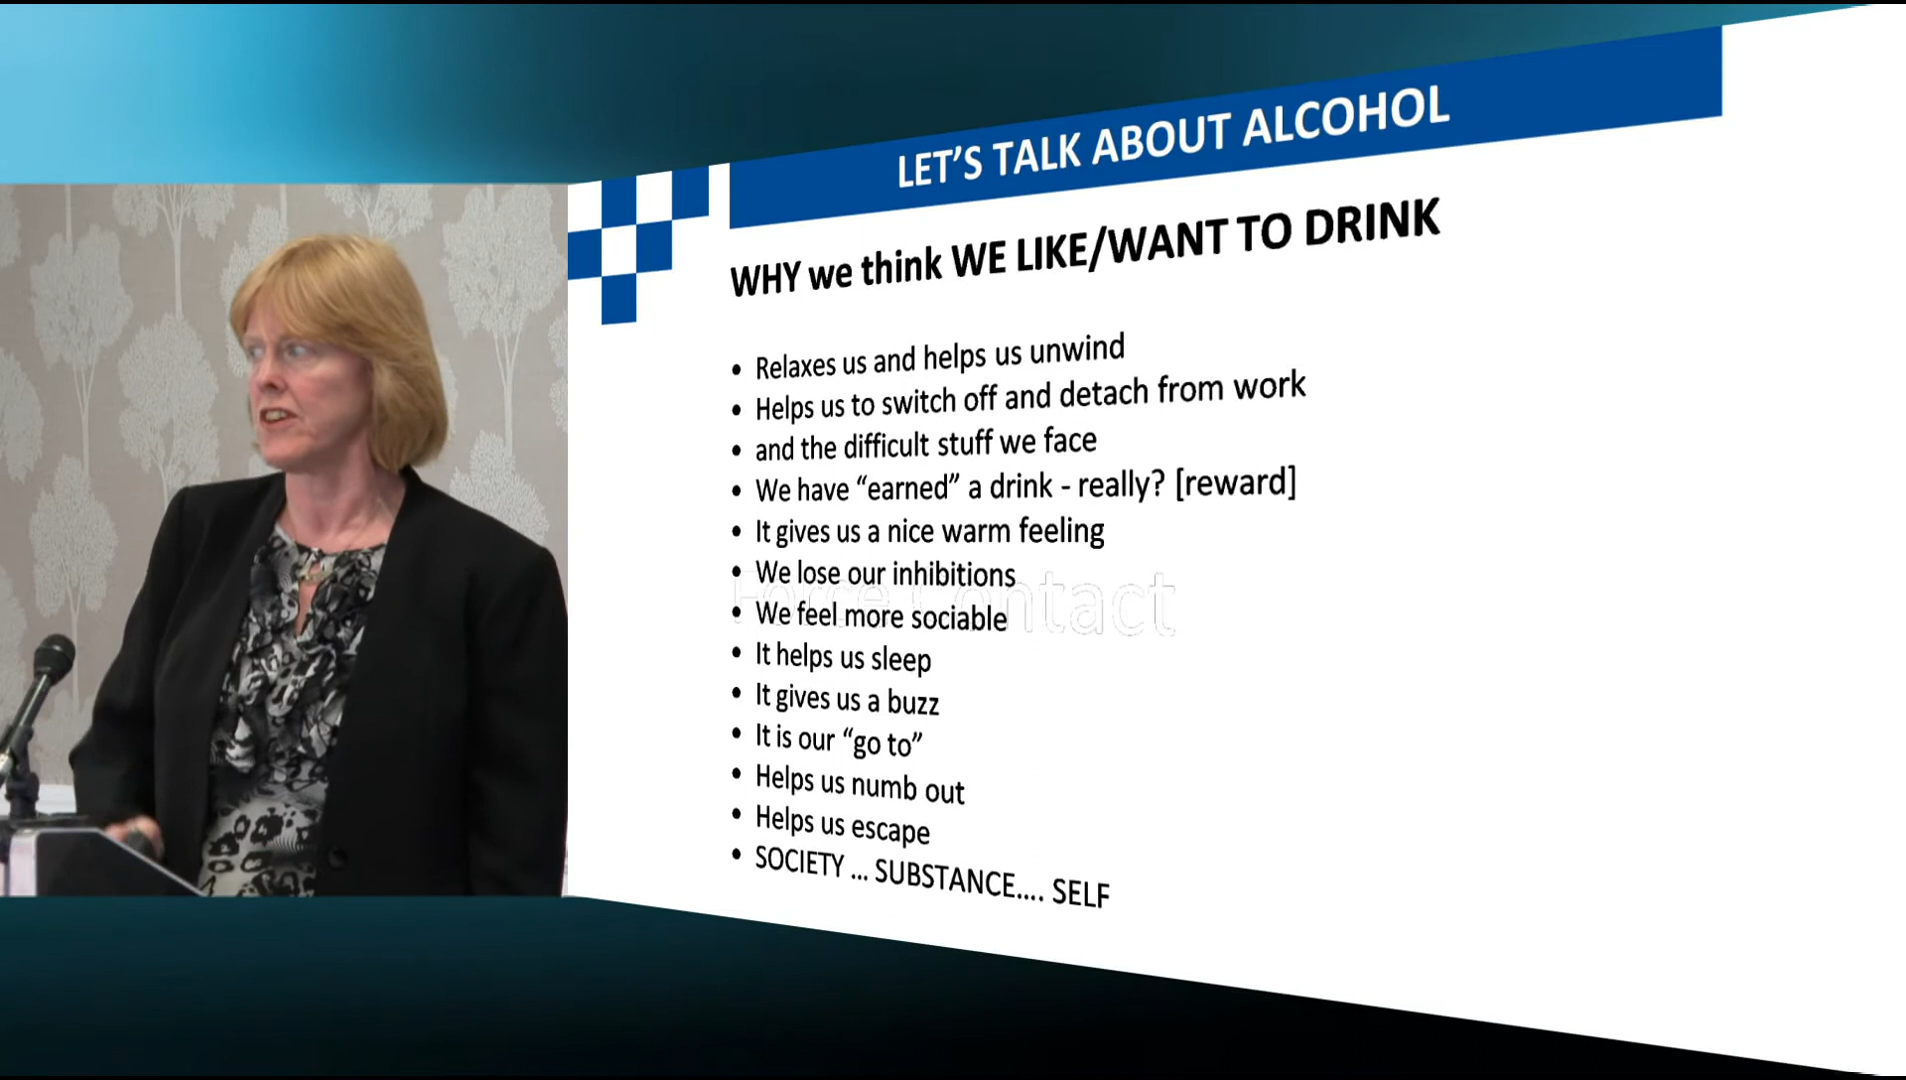 LET'S TALK ABOUT ALCOHOL
WHY we think WE LIKE/WANT TO DRINK
• Relaxes us and helps us unwind
• Helps us to switch off and detach from work
• and the difficult stuff we face
• We have “earned” a drink - really? [reward]
• It gives us a nice warm feeling
• We lose our inhibitions
• We feel more sociable
Force Contact
• It helps us sleep
• It gives us a buzz
• It is our “go to”
• Helps us numb out
• Helps us escape
• SOCIETY ... SUBSTANCE.... SELF